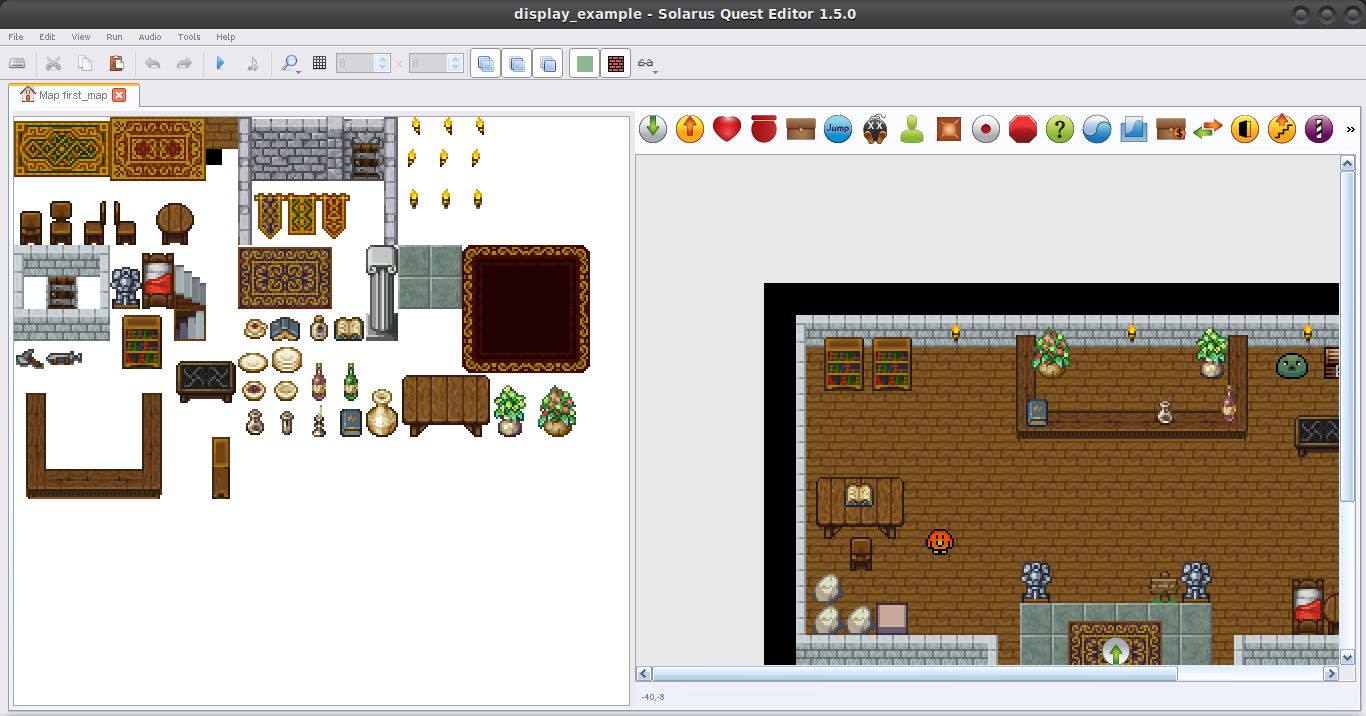 display_example - Solarus Quest Editor 1.5.0
File Edit View Run Audio Tools Help
8 x 8
Map first_map
Jump ? $ »
-40,-8